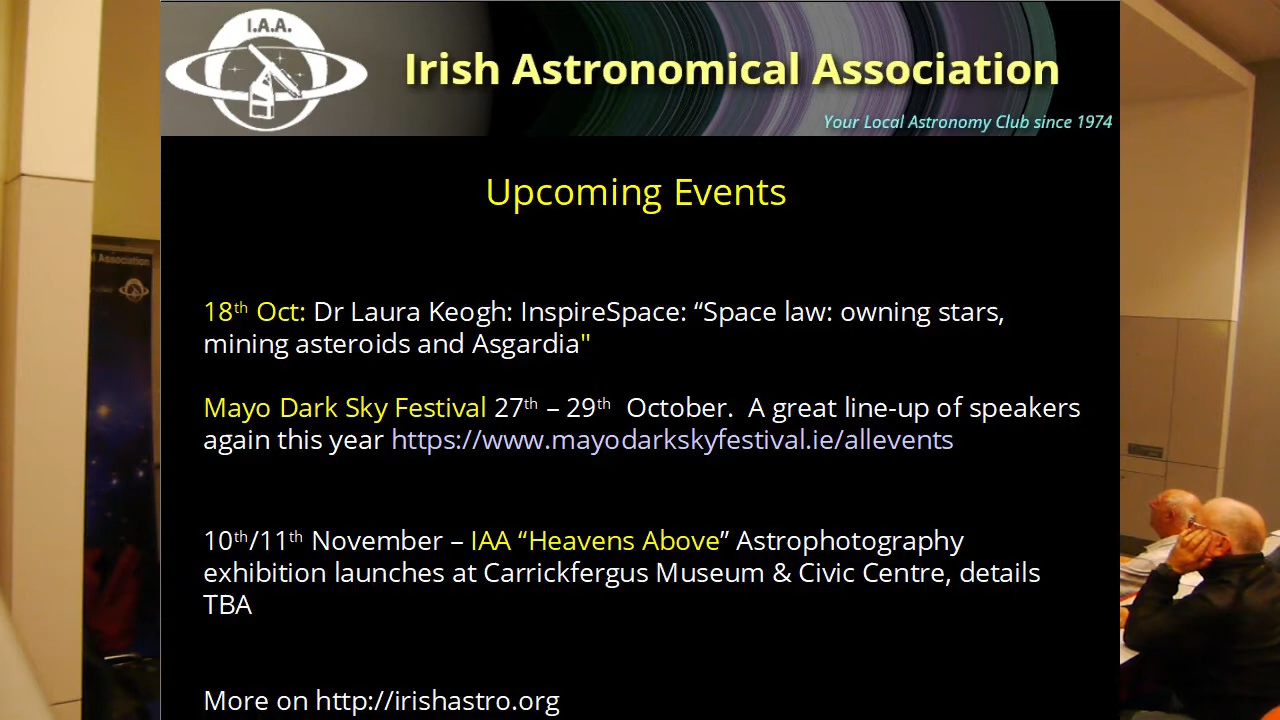 I.A.A.
Irish Astronomical Association
Your Local Astronomy Club since 1974
Upcoming Events
l Association
18th Oct: Dr Laura Keogh: InspireSpace: “Space law: owning stars,
mining asteroids and Asgardia"
Mayo Dark Sky Festival 27th – 29th October. A great line-up of speakers
again this year https://www.mayodarkskyfestival.ie/allevents
10th/11th November – IAA “Heavens Above” Astrophotography
exhibition launches at Carrickfergus Museum & Civic Centre, details
TBA
More on http://irishastro.org